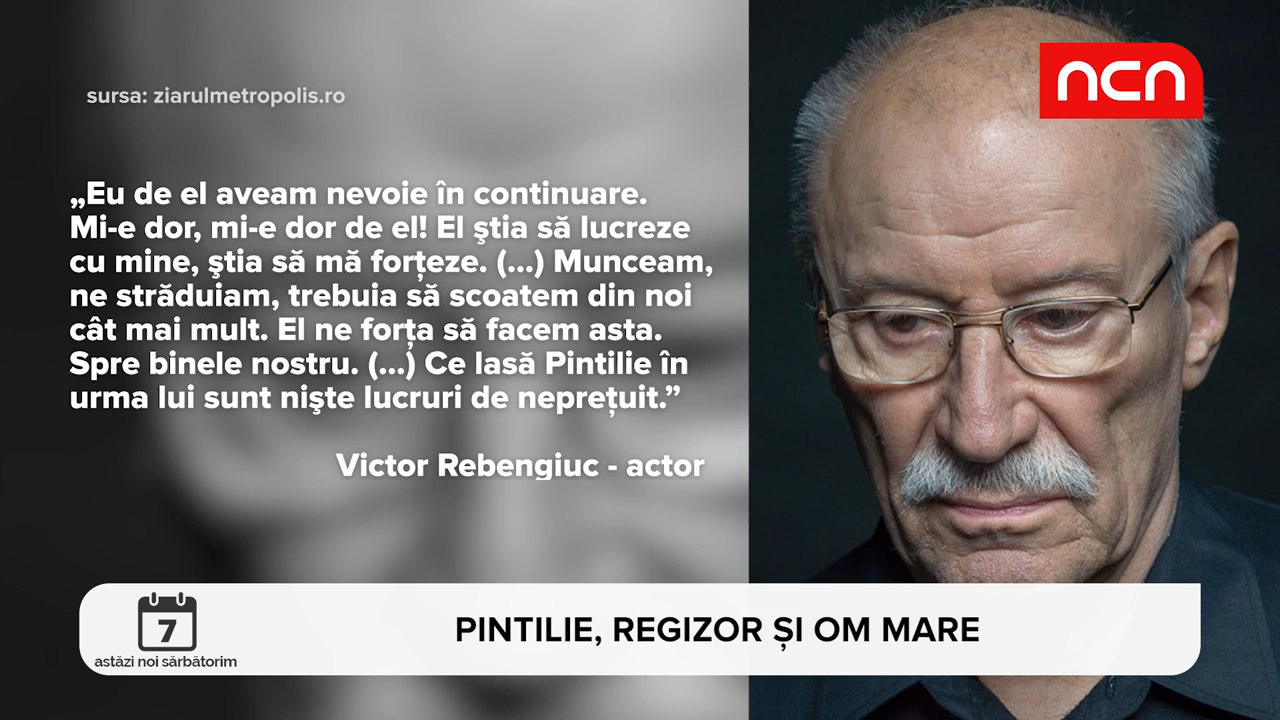 sursa: ziarulmetropolis.ro
ncn
„Eu de el aveam nevoie în continuare.
Mi-e dor, mi-e dor de el! El ştia să lucreze
cu mine, ştia să mă forțeze. (...) Munceam,
ne străduiam, trebuia să scoatem din noi
cât mai mult. El ne forța să facem asta.
Spre binele nostru. (...) Ce lasă Pintilie în
urma lui sunt nişte lucruri de neprețuit.”
Victor Rebengiuc - actor
7
astăzi noi sărbătorim
PINTILIE, REGIZOR ȘI OM MARE